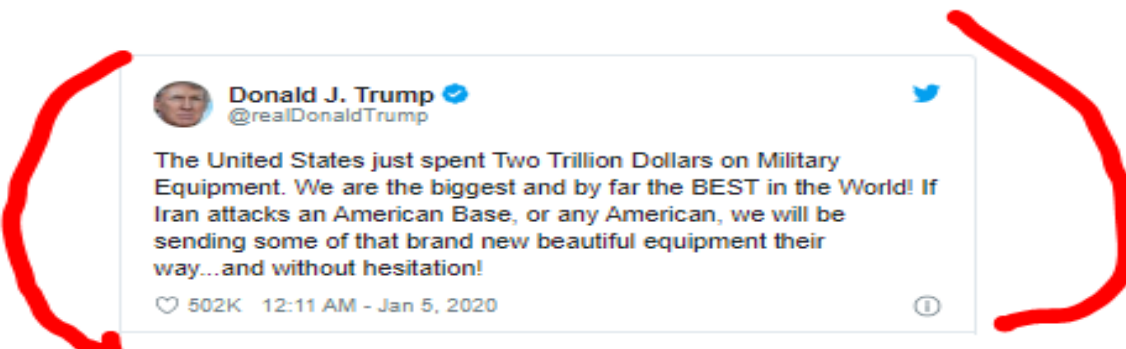 Donald J. Trump
@realDonaldTrump
The United States just spent Two Trillion Dollars on Military
Equipment. We are the biggest and by far the BEST in the World! If
Iran attacks an American Base, or any American, we will be
sending some of that brand new beautiful equipment their
way...and without hesitation!
502K 12:11 AM - Jan 5, 2020